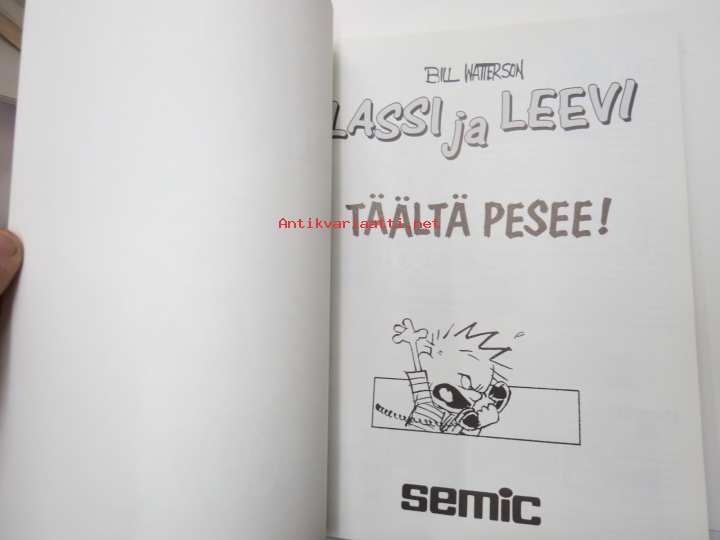 BILL WATTERSON
LASSI ja LEEVI
TÄÄLTÄ PESEE!
Antikvariaatti.net
semic